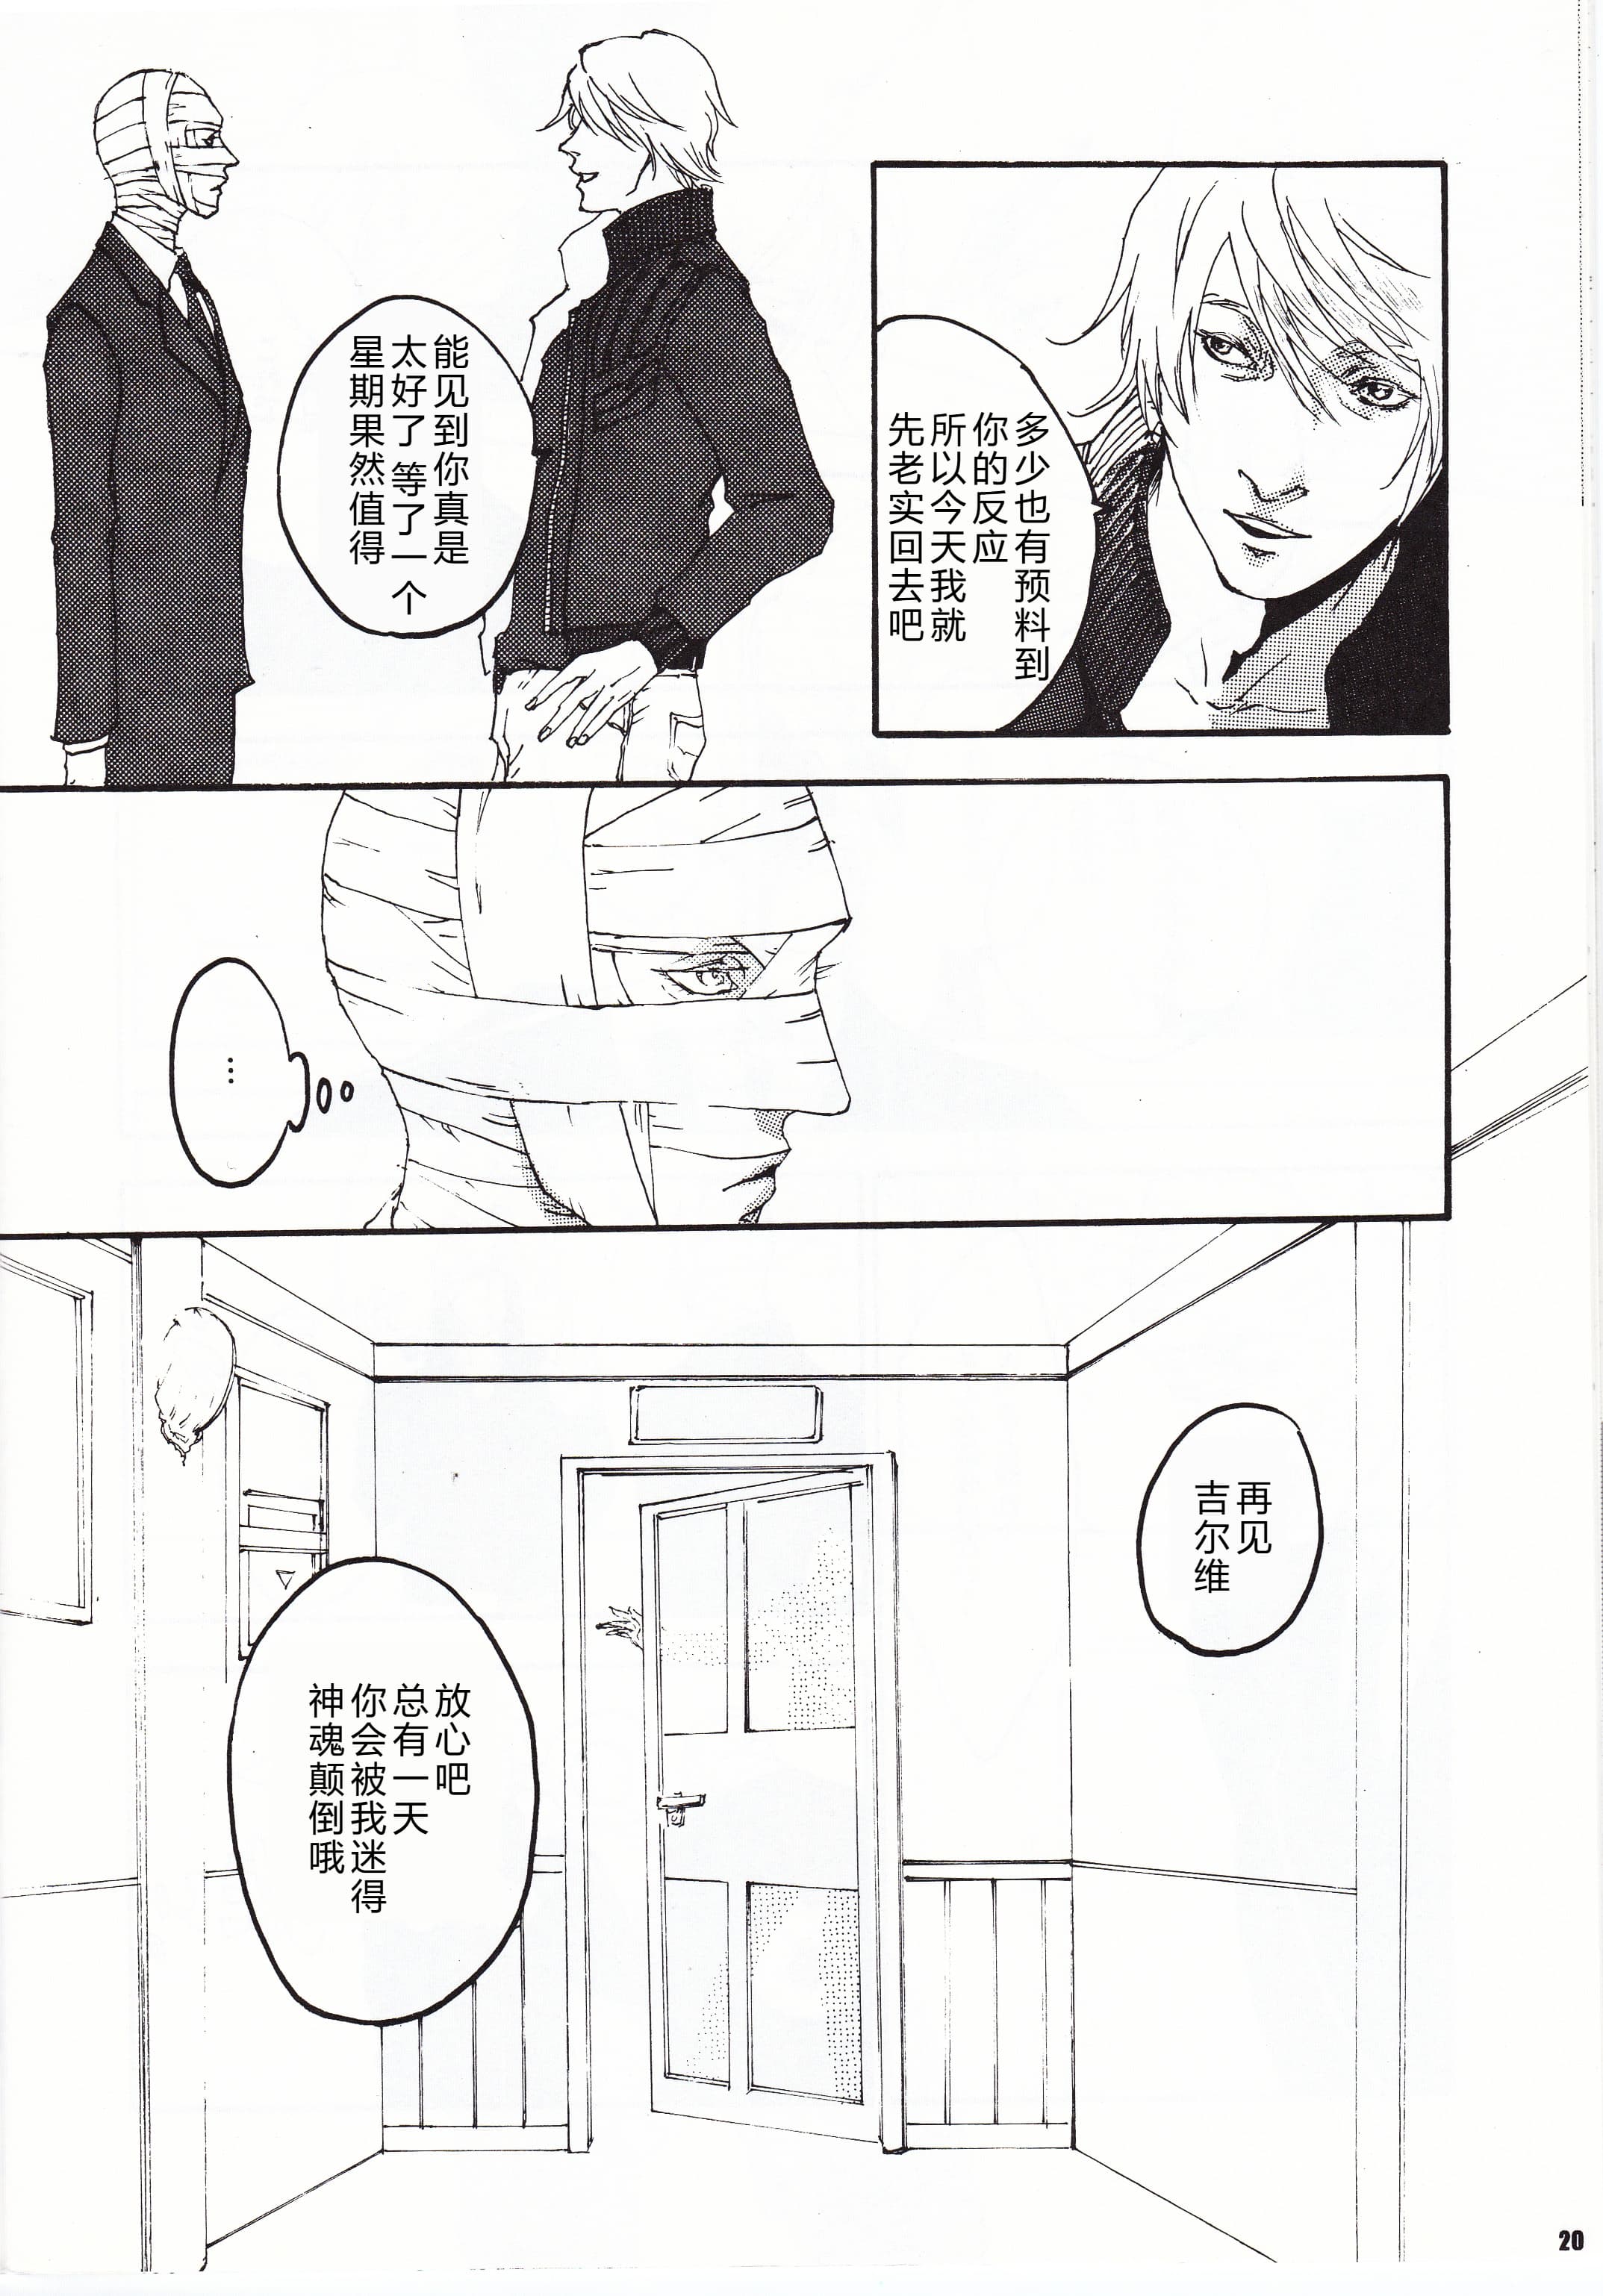 多少也有预料到
你的反应
所以今天我就
先老实回去吧
能见到你真是
太好了 等了一个
星期果然值得
…
再见
吉尔维
放心吧
总有一天
你会被我迷得
神魂颠倒哦
20